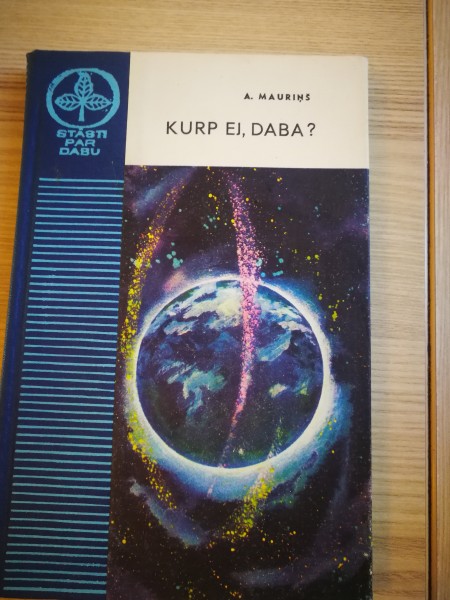 STĀSTI
PAR
DABU
A. MAURIŅŠ
KURP EJ, DABA?